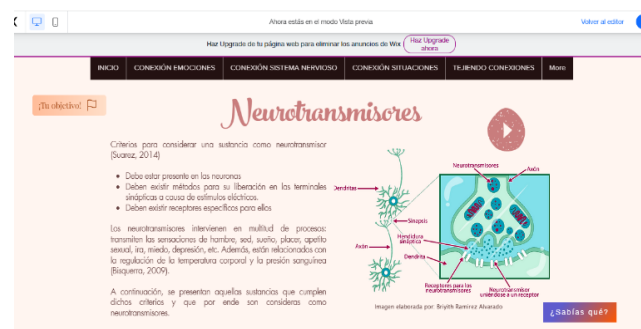 Ahora estás en el modo Vista previa
Volver al editor
Haz Upgrade de tu página web para eliminar los anuncios de Wix
Haz Upgrade
ahora
INICIO
CONEXIÓN EMOCIONES
CONEXIÓN SISTEMA NERVIOSO
CONEXIÓN SITUACIONES
TEJIENDO CONEXIONES
More
¡Tu objetivo!
Neurotransmisores
Criterios para considerar una sustancia como neurotransmisor
(Suarez, 2014)
Debe estar presente en las neuronas
Deben existir métodos para su liberación en las terminales
sinápticas a causa de estímulos eléctricos.
Deben existir receptores específicos para ellos
Los neurotransmisores intervienen en multitud de procesos:
transmiten las sensaciones de hambre, sed, sueño, placer, apetito
sexual, ira, miedo, depresión, etc. Además, están relacionados con
la regulación de la temperatura corporal y la presión sanguínea
(Bisquerra, 2009).
A continuación, se presentan aquellas sustancias que cumplen
dichos criterios y que por ende son consideras como
neurotransmisores.
Dendritas
Sinapsis
Axón
Neurotransmisores
Axón
Hendidura
sináptica
Dendrita
Receptores para los
neurotransmisores
Neurotransmisor
uniéndose a un receptor
Imagen elaborada por: Briyith Ramirez Alvarado
¿Sabías qué?